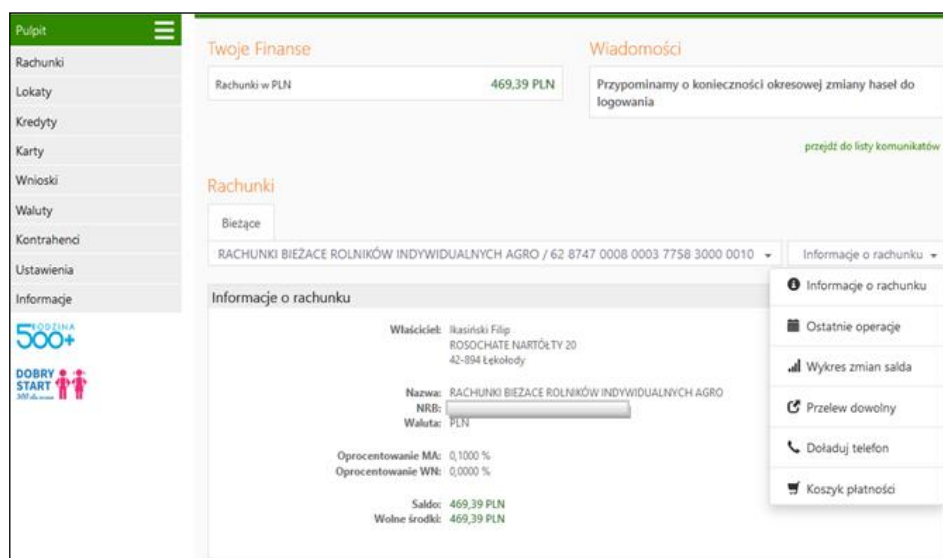 Pulpit
Rachunki
Lokaty
Kredyty
Karty
Wnioski
Waluty
Kontrahenci
Ustawienia
Informacje
RODZINA
500+
DOBRY
START
Twoje Finanse
Rachunki w PLN 469,39 PLN
Wiadomości
Przypominamy o konieczności okresowej zmiany haseł do
logowania
przejdź do listy komunikatów
Rachunki
Bieżące
RACHUNKI BIEŻACE ROLNIKÓW INDYWIDUALNYCH AGRO / 62 8747 0008 0003 7758 3000 0010
Informacje o rachunku
Informacje o rachunku
Ostatnie operacje
Wykres zmian salda
Przelew dowolny
Doładuj telefon
Koszyk płatności
Informacje o rachunku
Właściciel: Ikasiński Filip
ROSOCHATE NARTÓŁTY 20
42-894 Łękołody
Nazwa: RACHUNKI BIEŻACE ROLNIKÓW INDYWIDUALNYCH AGRO
NRB:
Waluta: PLN
Oprocentowanie MA: 0,1000 %
Oprocentowanie WN: 0,0000 %
Saldo: 469,39 PLN
Wolne środki: 469,39 PLN